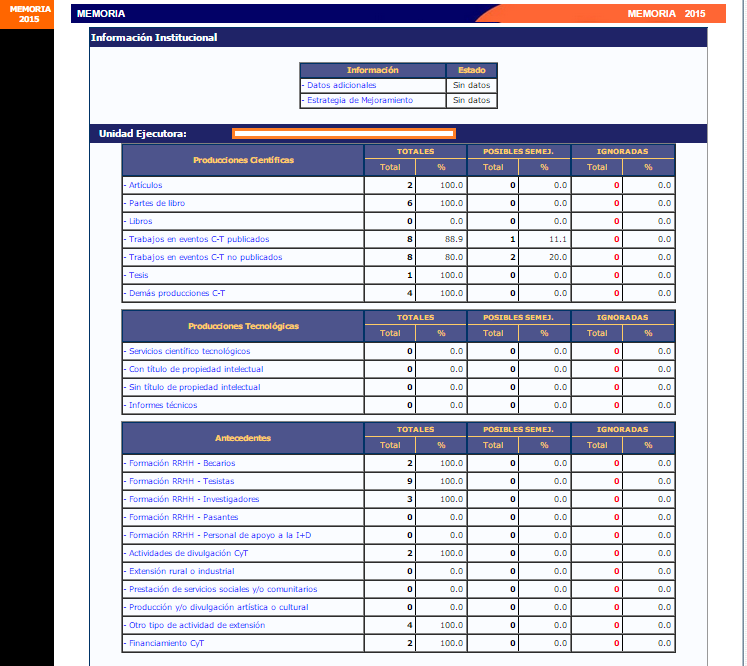 MEMORIA
2015
MEMORIA
MEMORIA 2015
Información Institucional
Información Estado
- Datos adicionales Sin datos
- Estrategia de Mejoramiento Sin datos
Unidad Ejecutora:
Producciones Científicas TOTALES POSIBLES SEMEJ. IGNORADAS
Total % Total % Total %
- Artículos 2 100.0 0 0.0 0 0.0
- Partes de libro 6 100.0 0 0.0 0 0.0
- Libros 0 0.0 0 0.0 0 0.0
- Trabajos en eventos C-T publicados 8 88.9 1 11.1 0 0.0
- Trabajos en eventos C-T no publicados 8 80.0 2 20.0 0 0.0
- Tesis 1 100.0 0 0.0 0 0.0
- Demás producciones C-T 4 100.0 0 0.0 0 0.0
Producciones Tecnológicas TOTALES POSIBLES SEMEJ. IGNORADAS
Total % Total % Total %
- Servicios científico tecnológicos 0 0.0 0 0.0 0 0.0
- Con título de propiedad intelectual 0 0.0 0 0.0 0 0.0
- Sin título de propiedad intelectual 0 0.0 0 0.0 0 0.0
- Informes técnicos 0 0.0 0 0.0 0 0.0
Antecedentes TOTALES POSIBLES SEMEJ. IGNORADAS
Total % Total % Total %
- Formación RRHH - Becarios 2 100.0 0 0.0 0 0.0
- Formación RRHH - Tesistas 9 100.0 0 0.0 0 0.0
- Formación RRHH - Investigadores 3 100.0 0 0.0 0 0.0
- Formación RRHH - Pasantes 0 0.0 0 0.0 0 0.0
- Formación RRHH - Personal de apoyo a la I+D 0 0.0 0 0.0 0 0.0
- Actividades de divulgación CyT 2 100.0 0 0.0 0 0.0
- Extensión rural o industrial 0 0.0 0 0.0 0 0.0
- Prestación de servicios sociales y/o comunitarios 0 0.0 0 0.0 0 0.0
- Producción y/o divulgación artística o cultural 0 0.0 0 0.0 0 0.0
- Otro tipo de actividad de extensión 4 100.0 0 0.0 0 0.0
- Financiamiento CyT 2 100.0 0 0.0 0 0.0